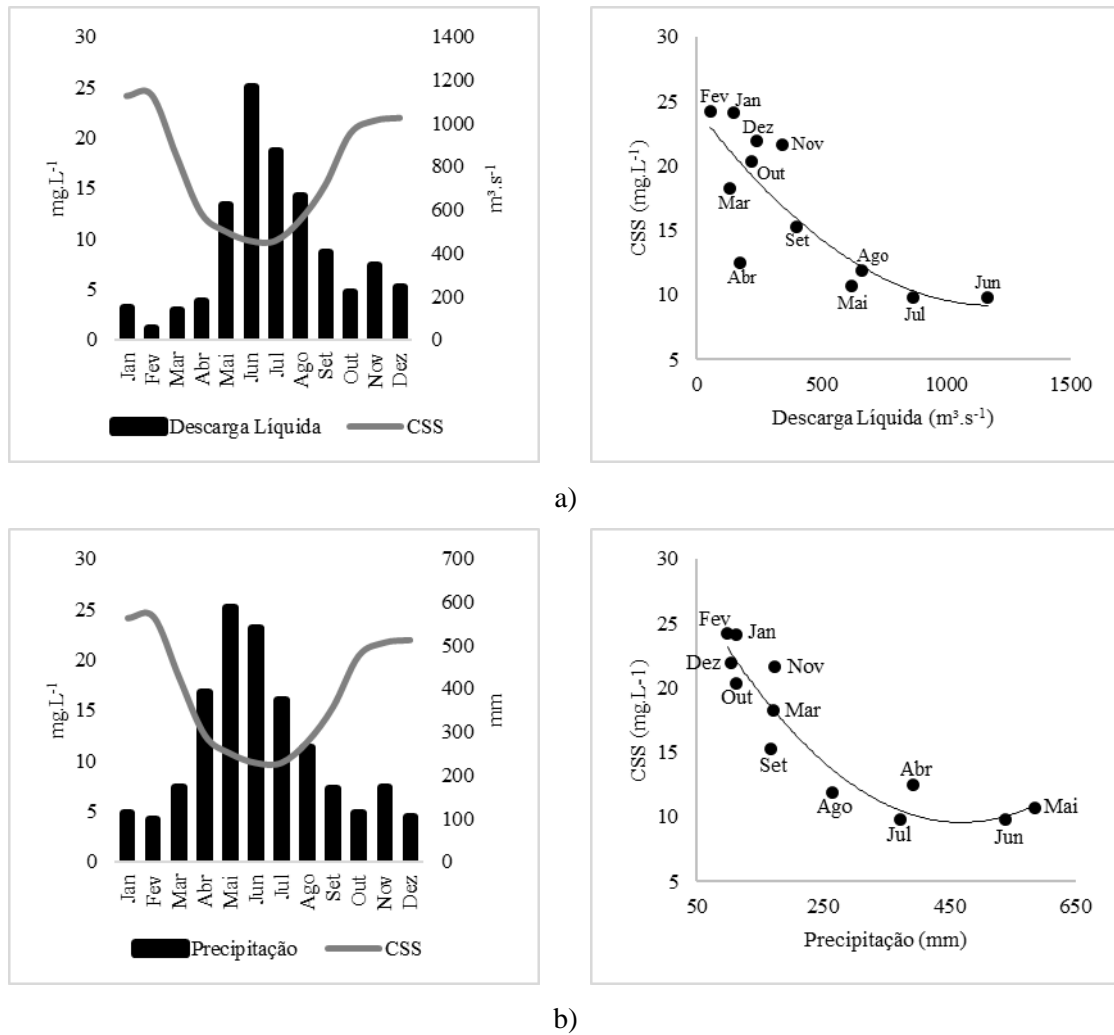 30
25
20
15
10
5
0
mg.L⁻¹
1400
1200
1000
800
600
400
200
0
m³.s⁻¹
Jan
Fev
Mar
Abr
Mai
Jun
Jul
Ago
Set
Out
Nov
Dez
Descarga Líquida
CSS
30
25
20
15
10
5
CSS (mg.L⁻¹)
Fev
Jan
Dez
Nov
Out
Mar
Set
Abr
Ago
Mai
Jul
Jun
0 500 1000 1500
Descarga Líquida (m³.s⁻¹)
a)
30
25
20
15
10
5
0
mg.L⁻¹
700
600
500
400
300
200
100
0
mm
Jan
Fev
Mar
Abr
Mai
Jun
Jul
Ago
Set
Out
Nov
Dez
Precipitação
CSS
30
25
20
15
10
5
CSS (mg.L-1)
Fev
Jan
Dez
Nov
Out
Mar
Set
Abr
Ago
Mai
Jul
Jun
50 250 450 650
Precipitação (mm)
b)